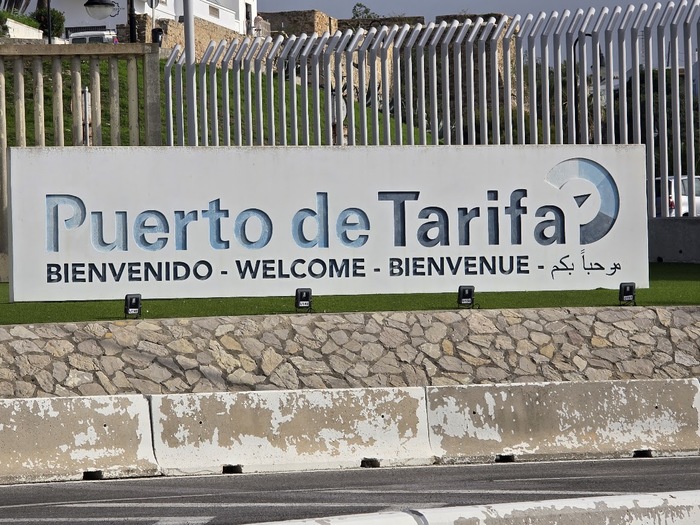 Puerto de Tarifa
BIENVENIDO - WELCOME - BIENVENUE - مرحباً بكم